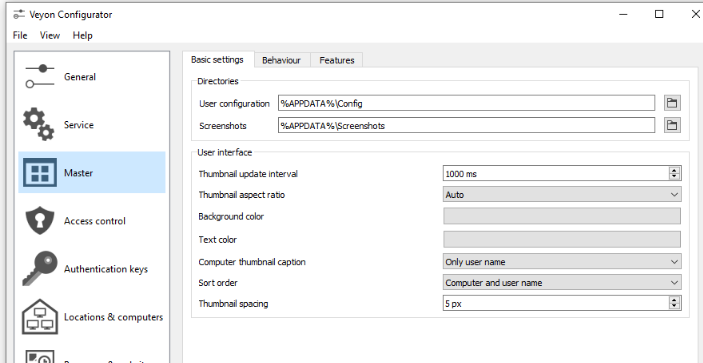 Veyon Configurator
File View Help
General
Service
Master
Access control
Authentication keys
Locations & computers
Basic settings Behaviour Features
Directories
User configuration %APPDATA%\Config
Screenshots %APPDATA%\Screenshots
User interface
Thumbnail update interval 1000 ms
Thumbnail aspect ratio Auto
Background color
Text color
Computer thumbnail caption Only user name
Sort order Computer and user name
Thumbnail spacing 5 px